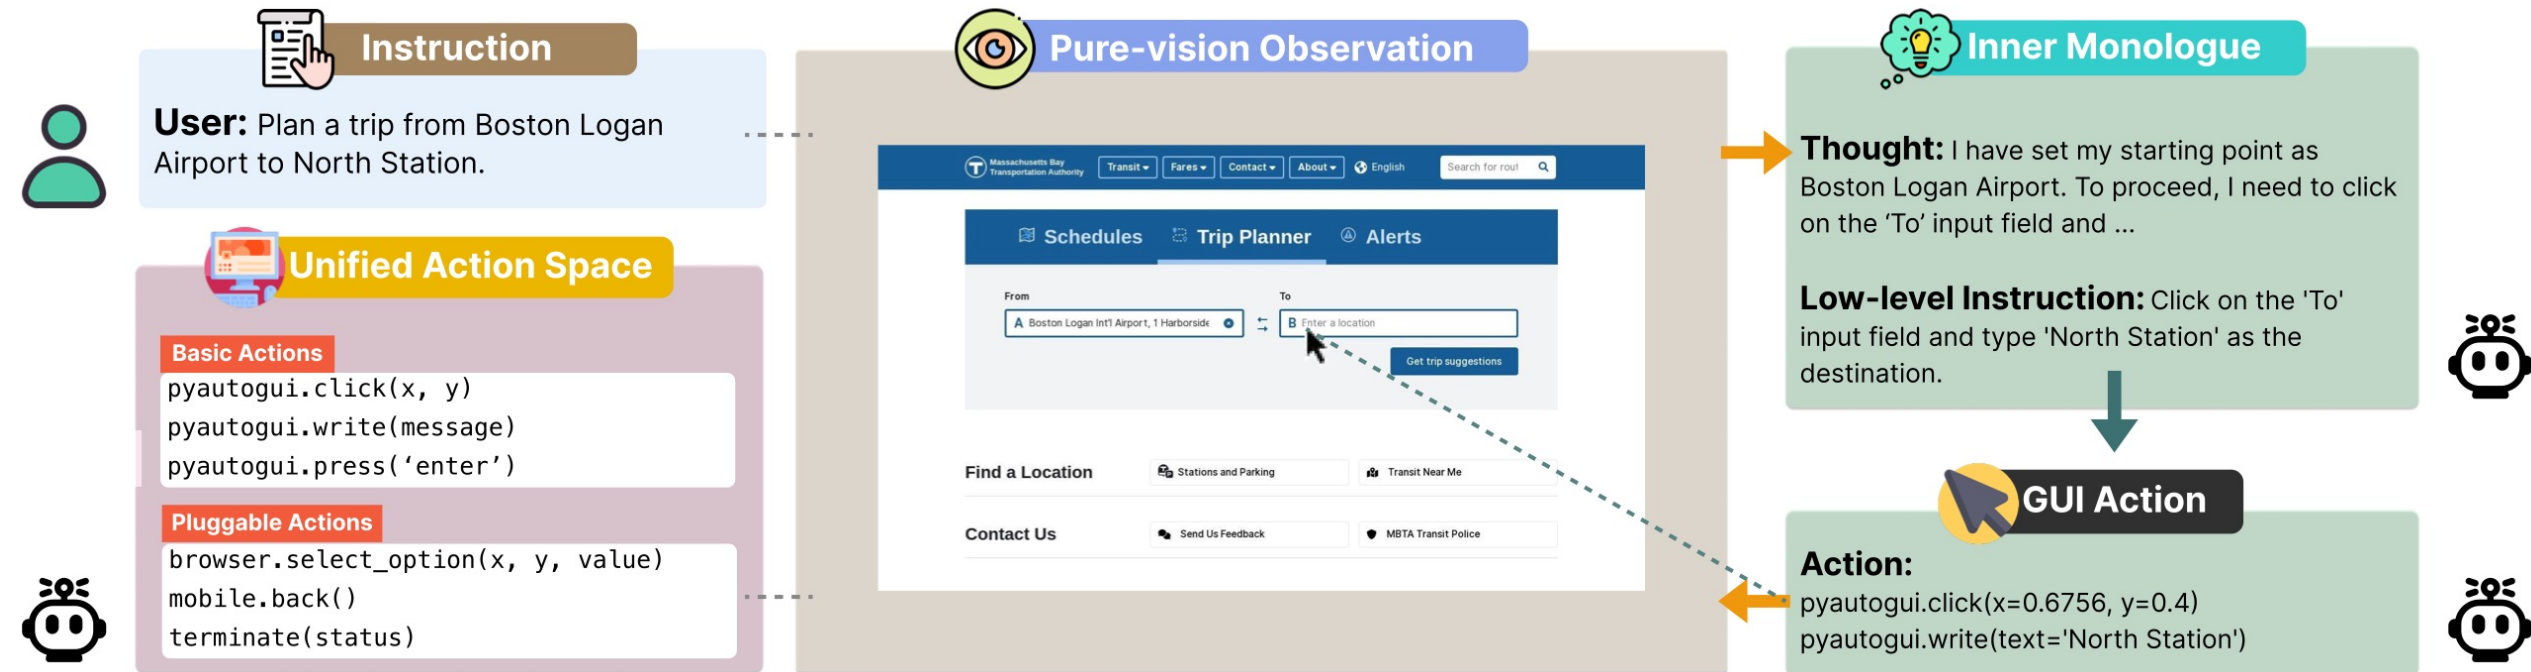 Instruction
User: Plan a trip from Boston Logan
Airport to North Station.
Unified Action Space
Basic Actions
pyautogui.click(x, y)
pyautogui.write(message)
pyautogui.press(‘enter’)
Pluggable Actions
browser.select_option(x, y, value)
mobile.back()
terminate(status)
Pure-vision Observation
Massachusetts Bay
Transportation Authority
Transit
Fares
Contact
About
English
Search for rout
Schedules
Trip Planner
Alerts
From
To
A Boston Logan Int'l Airport, 1 Harborside
B Enter a location
Get trip suggestions
Find a Location
Stations and Parking
Transit Near Me
Contact Us
Send Us Feedback
MBTA Transit Police
Inner Monologue
Thought: I have set my starting point as
Boston Logan Airport. To proceed, I need to click
on the ‘To’ input field and ...
Low-level Instruction: Click on the 'To'
input field and type 'North Station' as the
destination.
GUI Action
Action:
pyautogui.click(x=0.6756, y=0.4)
pyautogui.write(text='North Station')